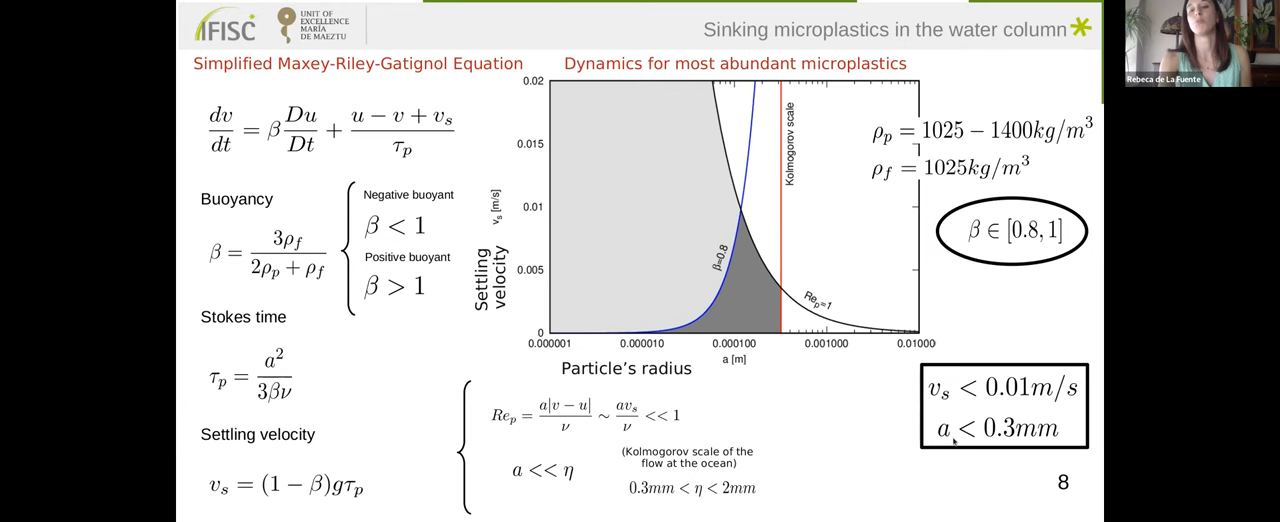 IFISC
UNIT OF
EXCELLENCE
MARÍA
DE MAEZTU
Sinking microplastics in the water column
Rebeca de La Fuente
Simplified Maxey-Riley-Gatignol Equation
Dynamics for most abundant microplastics
dv/dt = β Du/Dt + (u − v + v_s)/τ_p
Buoyancy
β = 3ρ_f/(2ρ_p + ρ_f)
Negative buoyant
β < 1
Positive buoyant
β > 1
Stokes time
τ_p = a²/(3βν)
Settling velocity
v_s = (1 − β)gτ_p
Settling
velocity
v_s [m/s]
0.02
0.015
0.01
0.005
0
β=0.8
Kolmogorov scale
Re_p=1
0.000001
0.000010
0.000100
0.001000
0.01000
a [m]
Particle's radius
Re_p = a|v − u|/ν ∼ av_s/ν << 1
a << η
(Kolmogorov scale of the
flow at the ocean)
0.3mm < η < 2mm
ρ_p = 1025 − 1400kg/m³
ρ_f = 1025kg/m³
β ∈ [0.8, 1]
v_s < 0.01m/s
a < 0.3mm
8